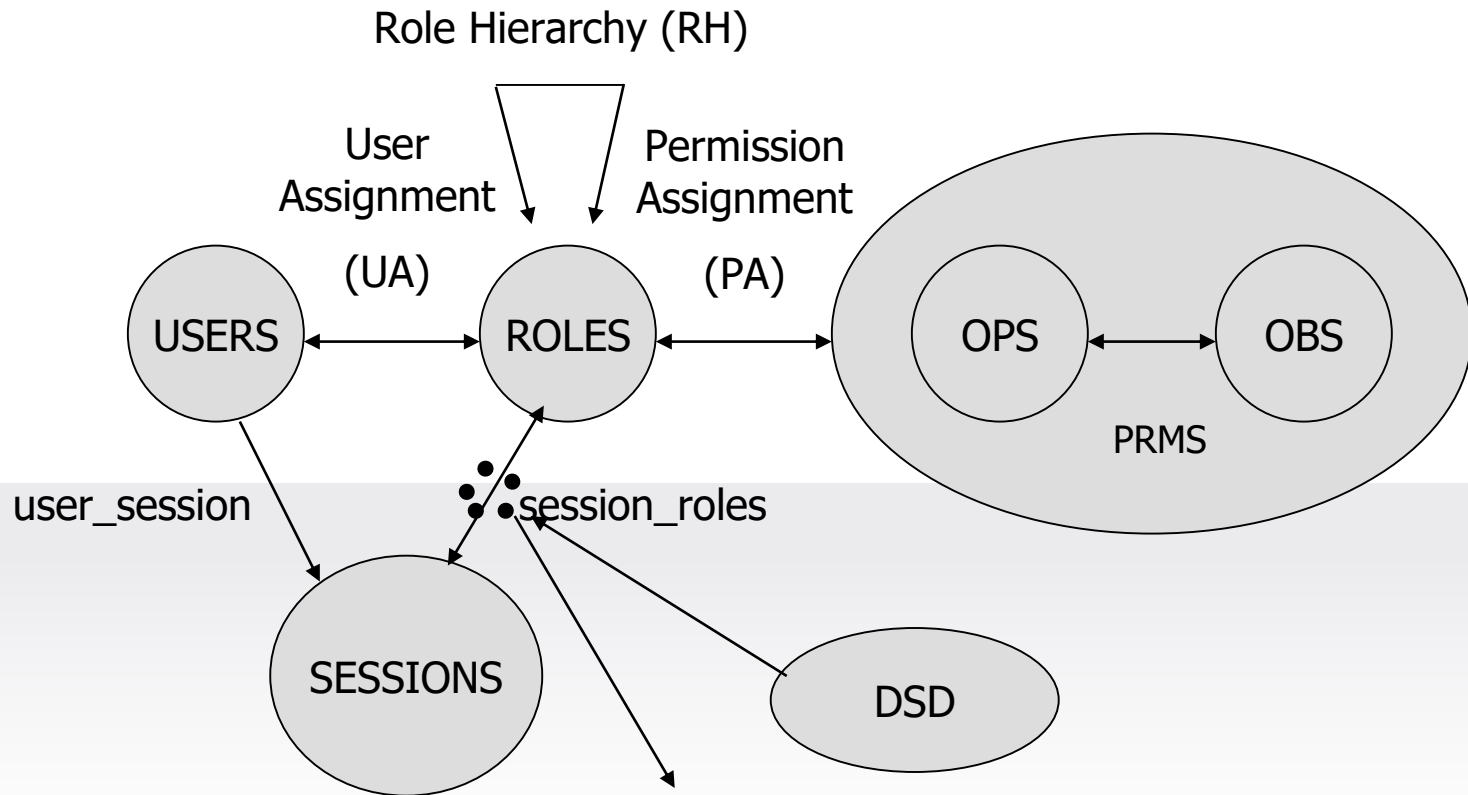 Role Hierarchy (RH)
User
Assignment
(UA)
Permission
Assignment
(PA)
USERS
ROLES
OPS
OBS
PRMS
user_session
session_roles
SESSIONS
DSD